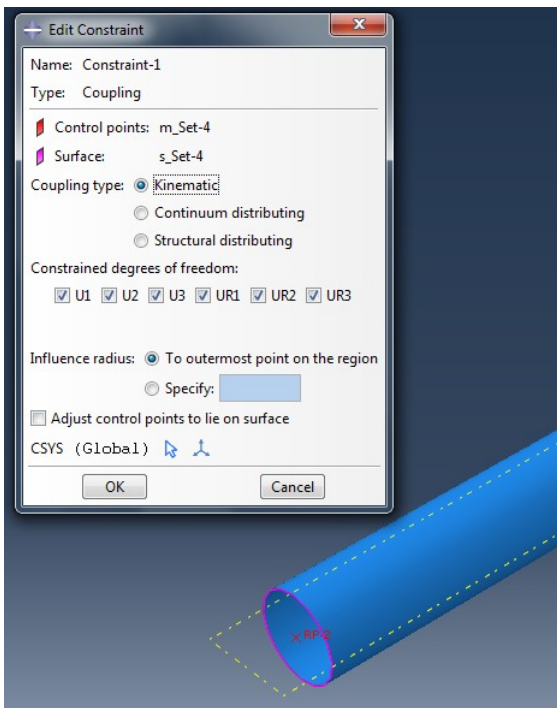 Edit Constraint
Name: Constraint-1
Type: Coupling
Control points: m_Set-4
Surface: s_Set-4
Coupling type: Kinematic
Continuum distributing
Structural distributing
Constrained degrees of freedom:
U1 U2 U3 UR1 UR2 UR3
Influence radius: To outermost point on the region
Specify:
Adjust control points to lie on surface
CSYS (Global)
OK Cancel
RP-2